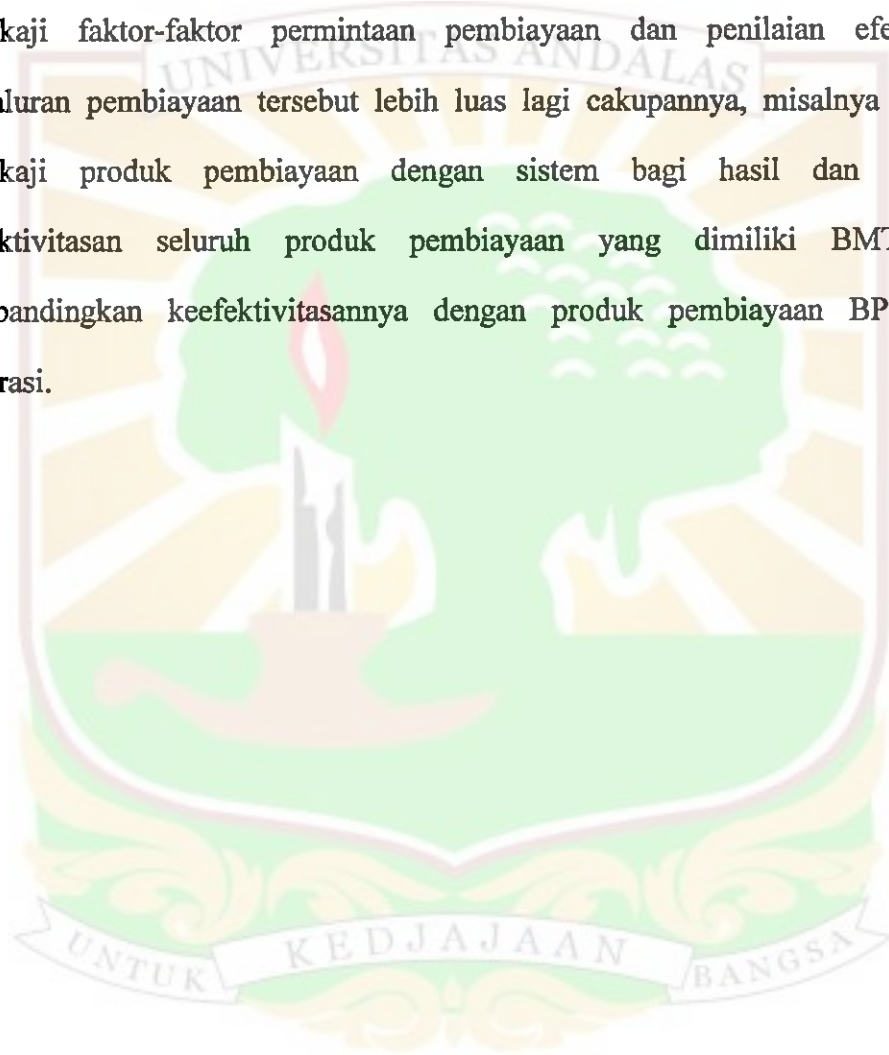 kaji faktor-faktor permintaan pembiayaan dan penilaian efe
luran pembiayaan tersebut lebih luas lagi cakupannya, misalnya
kaji produk pembiayaan dengan sistem bagi hasil dan
ktivitasan seluruh produk pembiayaan yang dimiliki BMT
bandingkan keefektivitasannya dengan produk pembiayaan BP
rasi.
UNIVERSITAS ANDALAS
UNTUK KEDJAJAAN BANGSA